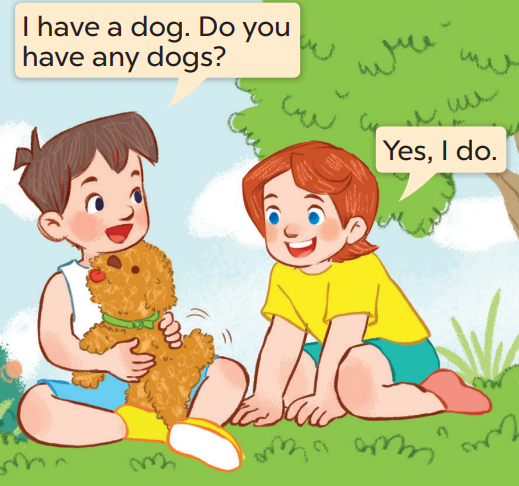 I have a dog. Do you
have any dogs?
Yes, I do.